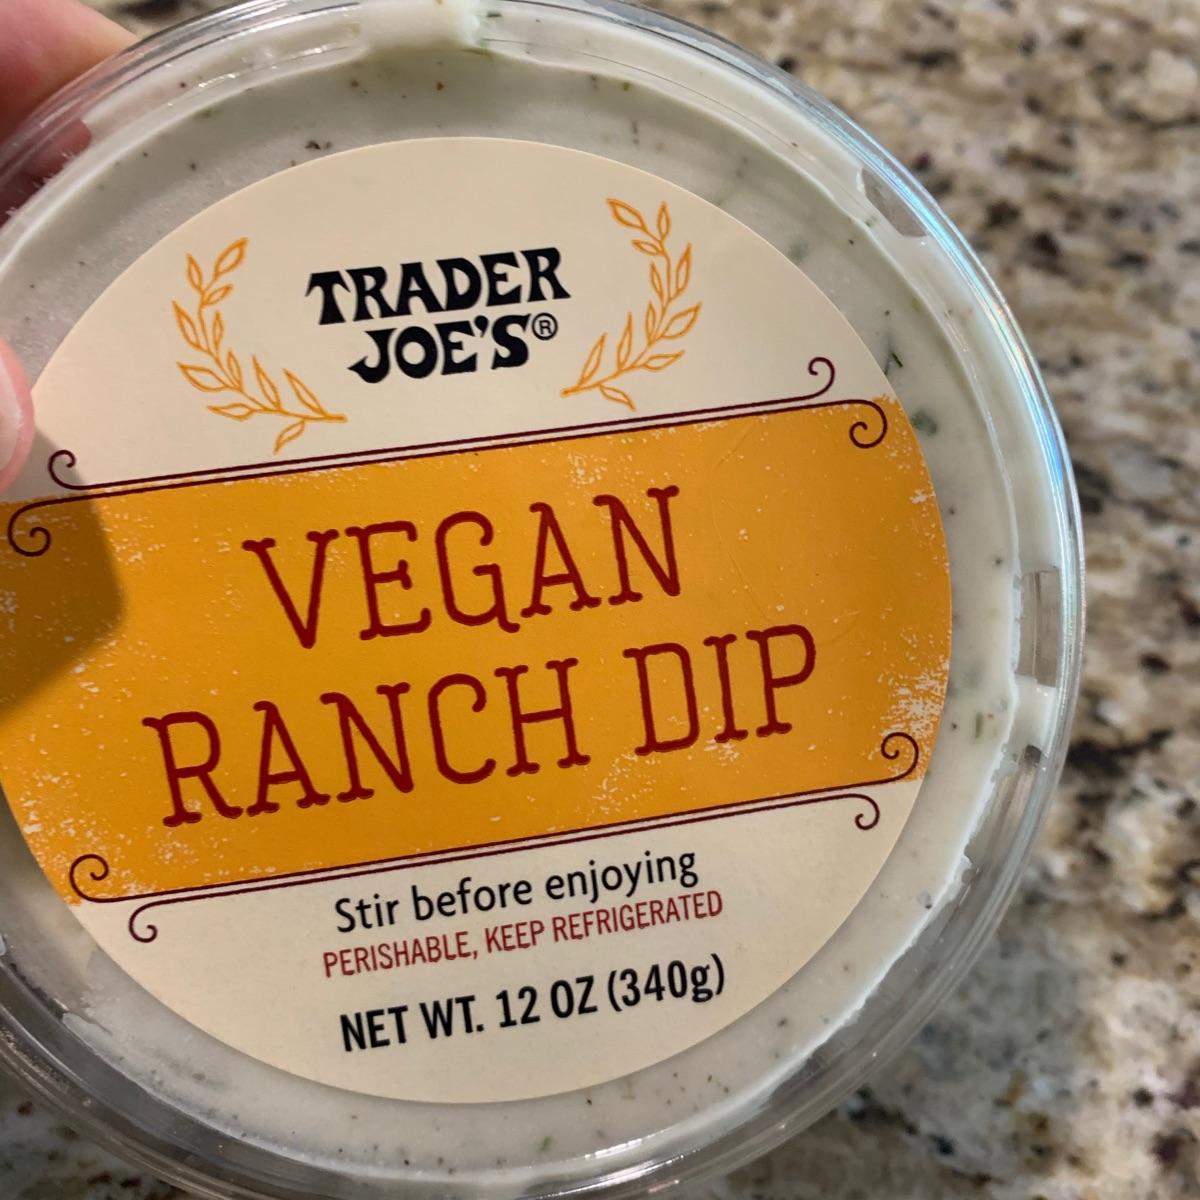 TRADER
JOE'S®
VEGAN
RANCH DIP
Stir before enjoying
PERISHABLE, KEEP REFRIGERATED
NET WT. 12 OZ (340g)